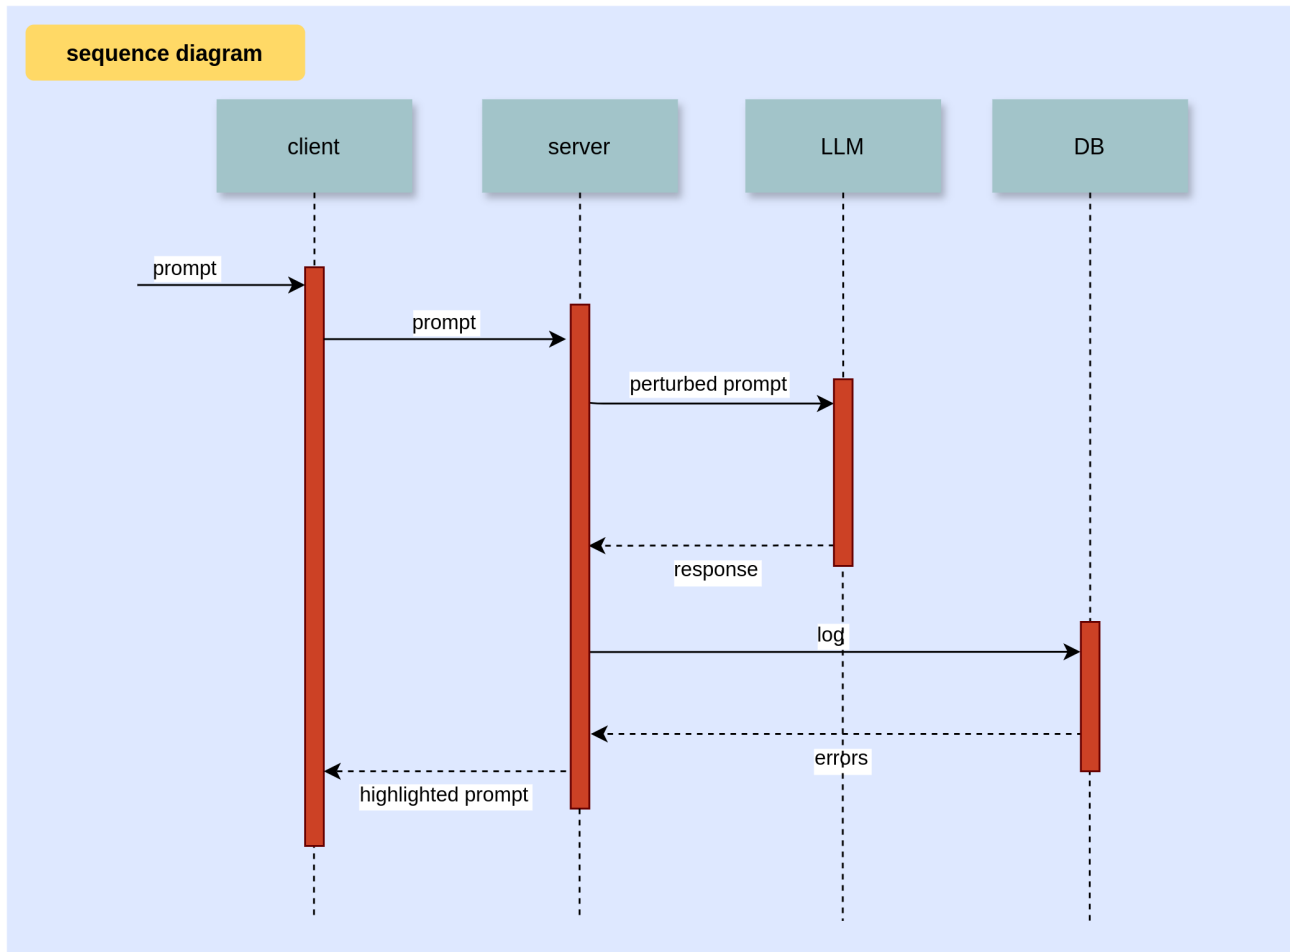 sequence diagram
client
server
LLM
DB
prompt
prompt
perturbed prompt
response
log
errors
highlighted prompt